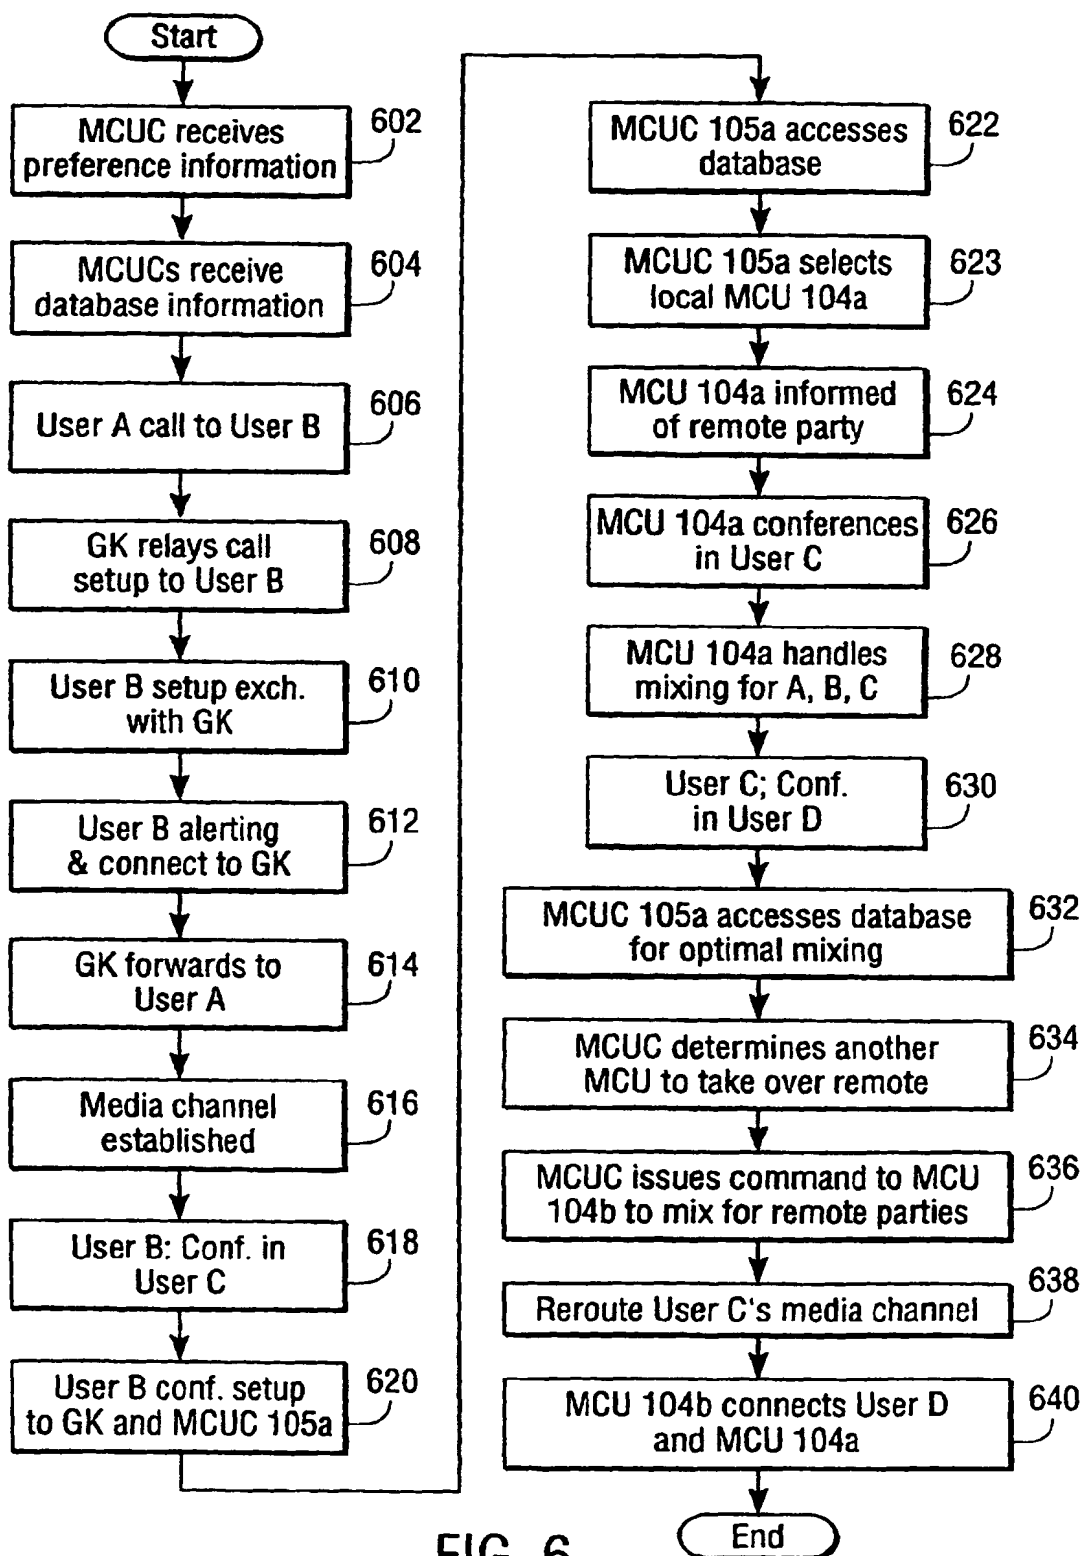 Start
MCUC receives
preference information
602
MCUCs receive
database information
604
User A call to User B
606
GK relays call
setup to User B
608
User B setup exch.
with GK
610
User B alerting
& connect to GK
612
GK forwards to
User A
614
Media channel
established
616
User B: Conf. in
User C
618
User B conf. setup
to GK and MCUC 105a
620
MCUC 105a accesses
database
622
MCUC 105a selects
local MCU 104a
623
MCU 104a informed
of remote party
624
MCU 104a conferences
in User C
626
MCU 104a handles
mixing for A, B, C
628
User C; Conf.
in User D
630
MCUC 105a accesses database
for optimal mixing
632
MCUC determines another
MCU to take over remote
634
MCUC issues command to MCU
104b to mix for remote parties
636
Reroute User C's media channel
638
MCU 104b connects User D
and MCU 104a
640
End
FIG. 6